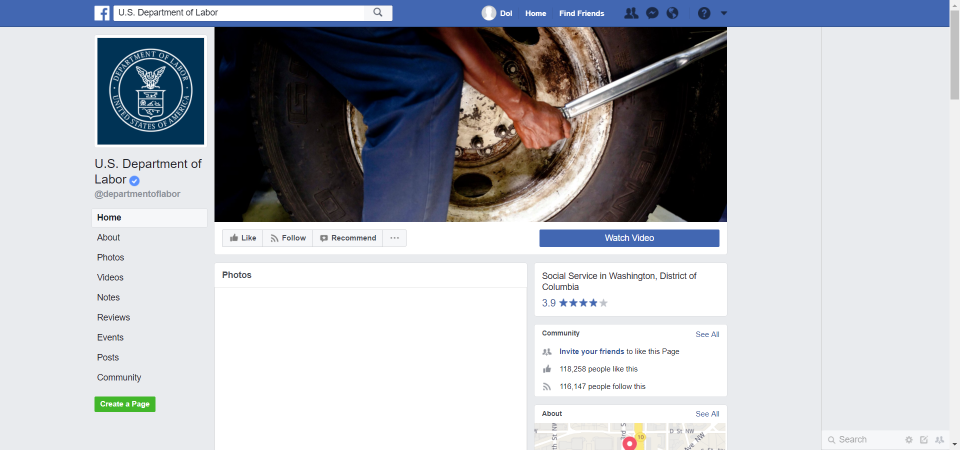 U.S. Department of Labor
Dol
Home
Find Friends
DEPARTMENT OF LABOR
UNITED STATES OF AMERICA
U.S. Department of
Labor
@departmentoflabor
Home
About
Photos
Videos
Notes
Reviews
Events
Posts
Community
Create a Page
Like
Follow
Recommend
Watch Video
Photos
Social Service in Washington, District of
Columbia
3.9
Community
See All
Invite your friends to like this Page
118,258 people like this
116,147 people follow this
About
See All
D St NW
10
Search